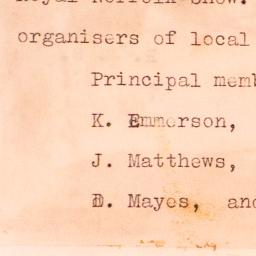 Royal Norfolk Show.
organisers of local
Principal memb
K. Emmerson,
J. Matthews,
D. Mayes, and